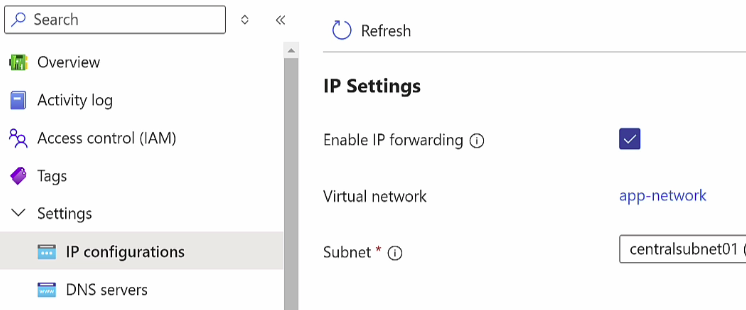 Search
Overview
Activity log
Access control (IAM)
Tags
Settings
IP configurations
DNS servers
Refresh
IP Settings
Enable IP forwarding
Virtual network app-network
Subnet * centralsubnet01 (